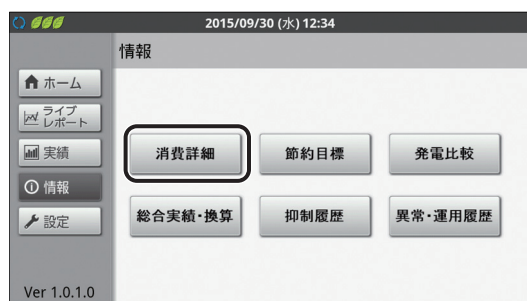 2015/09/30 (水) 12:34
情報
ホーム
ライブ
レポート
実績
情報
設定
消費詳細
節約目標
発電比較
総合実績・換算
抑制履歴
異常・運用履歴
Ver 1.0.1.0